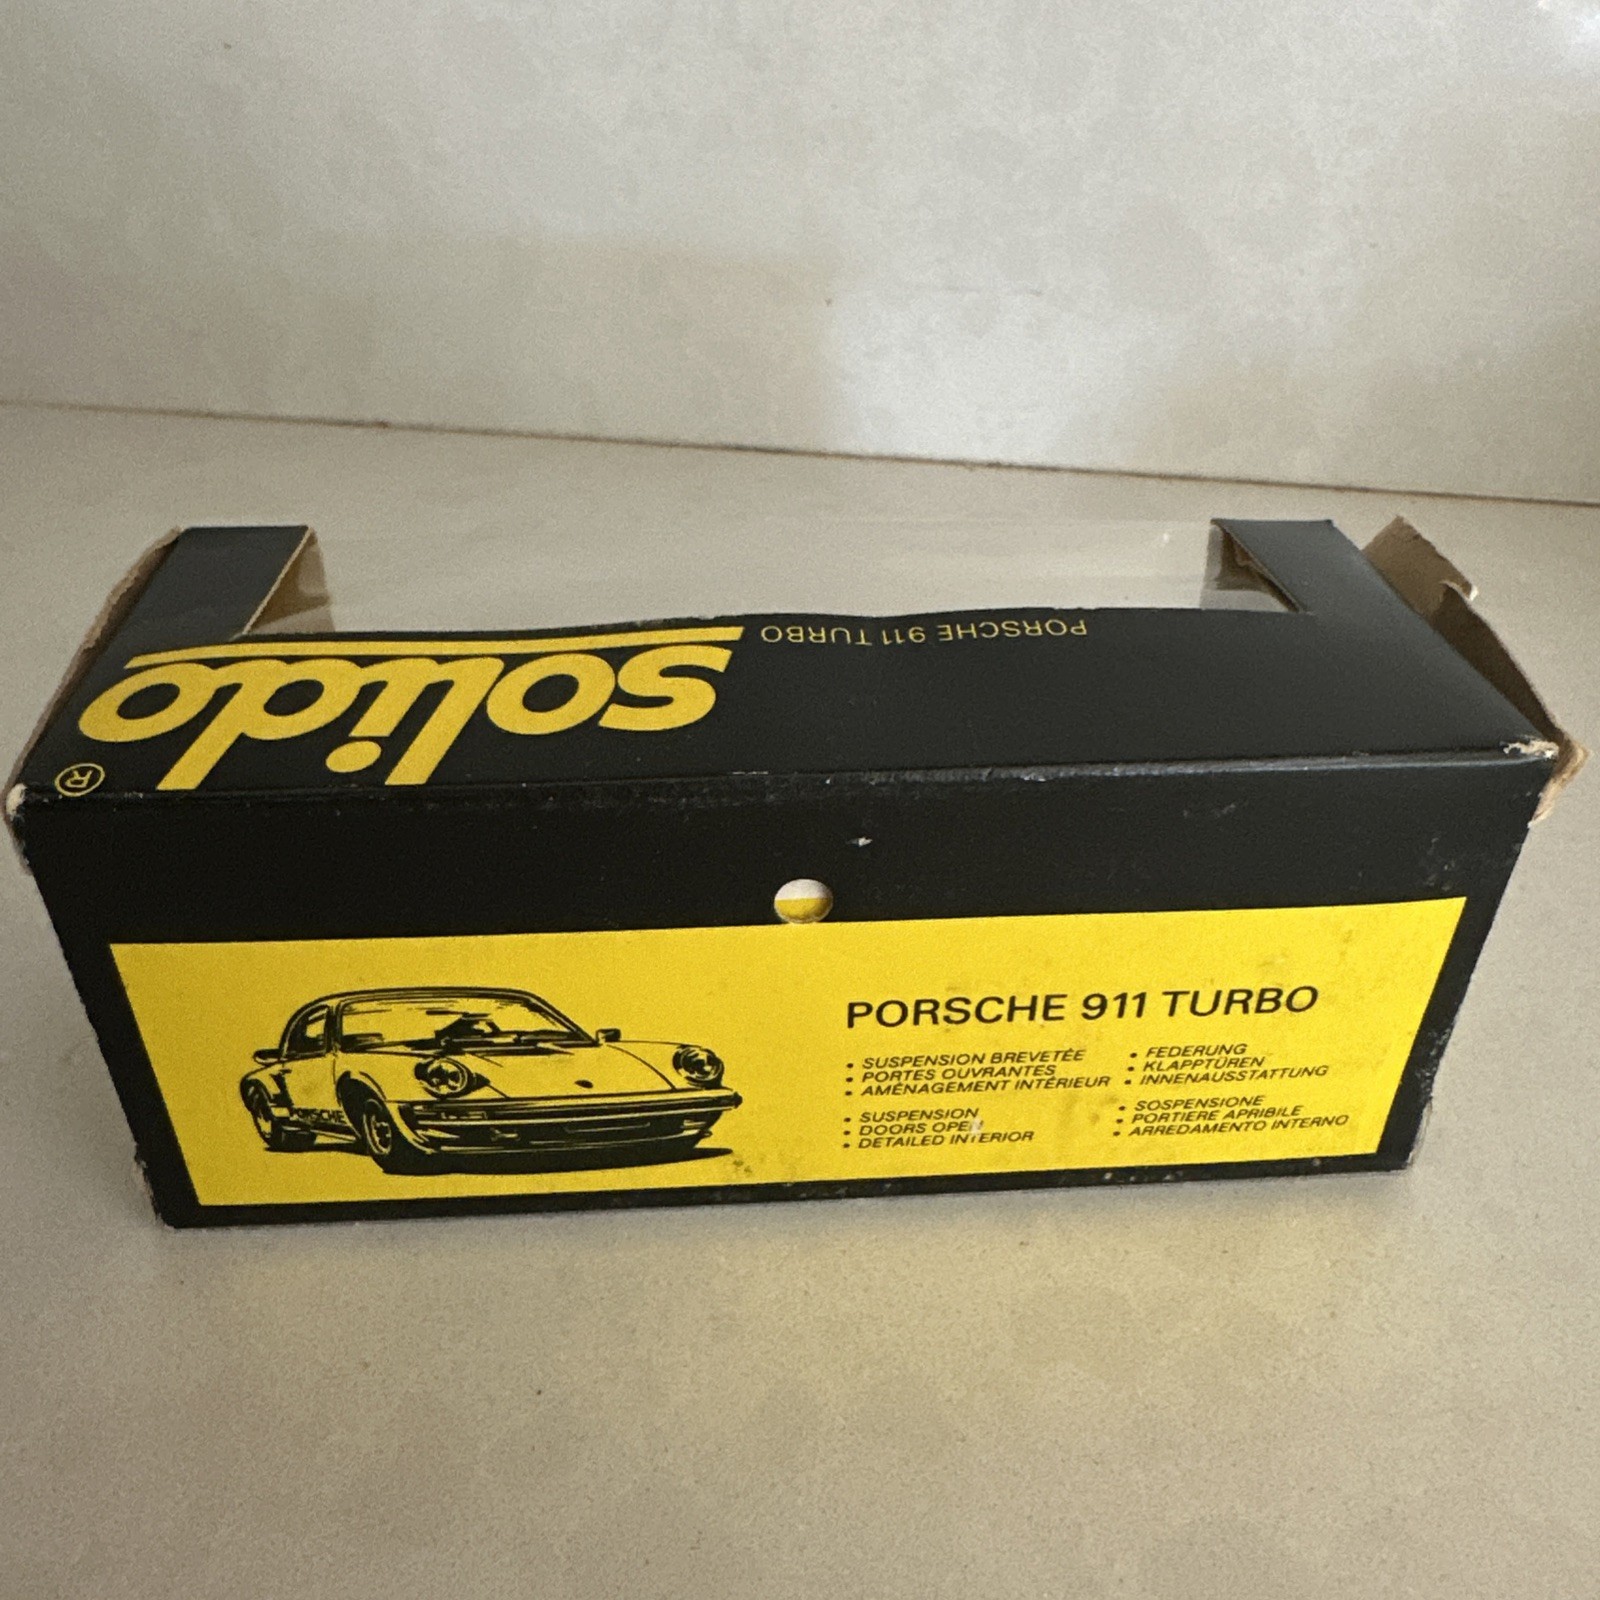 PORSCHE 911 TURBO
solido
®
PORSCHE 911 TURBO
• SUSPENSION BREVETÉE
• PORTES OUVRANTES
• AMÉNAGEMENT INTÉRIEUR
• SUSPENSION
• DOORS OPEN
• DETAILED INTERIOR
• FEDERUNG
• KLAPPTÜREN
• INNENAUSSTATTUNG
• SOSPENSIONE
• PORTIERE APRIBILE
• ARREDAMENTO INTERNO
PORSCHE